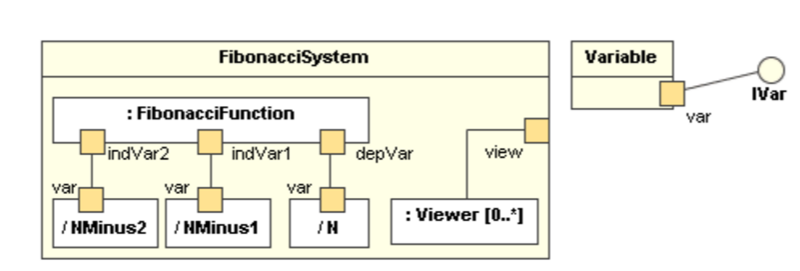 FibonacciSystem
Variable
IVar
var
: FibonacciFunction
indVar2
indVar1
depVar
view
var
var
var
/ NMinus2
/ NMinus1
/ N
: Viewer [0..*]